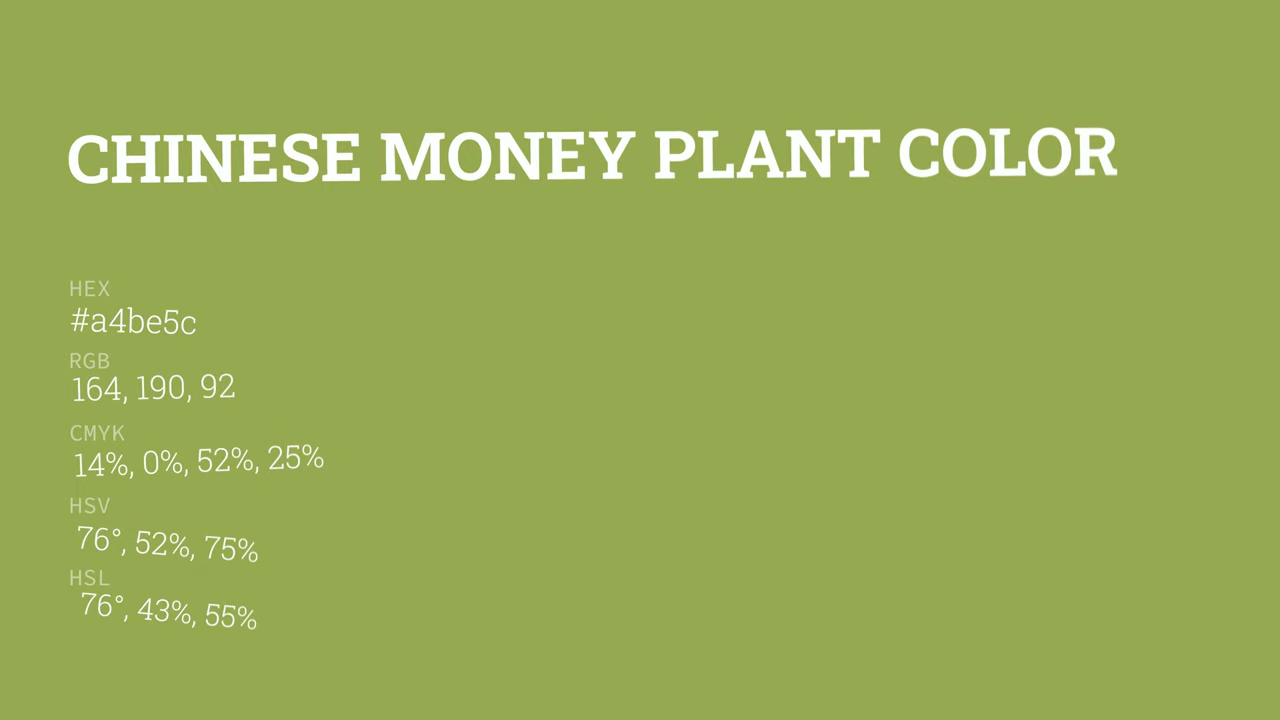 CHINESE MONEY PLANT COLOR
HEX
#a4be5c
RGB
164, 190, 92
CMYK
14%, 0%, 52%, 25%
HSV
76°, 52%, 75%
HSL
76°, 43%, 55%